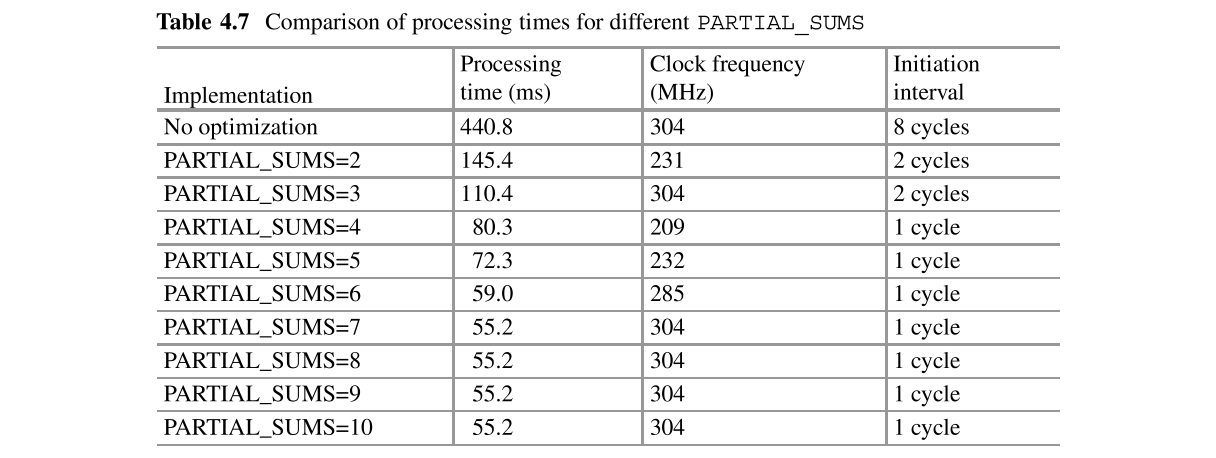 Table 4.7 Comparison of processing times for different PARTIAL_SUMS
Implementation Processing time (ms) Clock frequency (MHz) Initiation interval
No optimization 440.8 304 8 cycles
PARTIAL_SUMS=2 145.4 231 2 cycles
PARTIAL_SUMS=3 110.4 304 2 cycles
PARTIAL_SUMS=4 80.3 209 1 cycle
PARTIAL_SUMS=5 72.3 232 1 cycle
PARTIAL_SUMS=6 59.0 285 1 cycle
PARTIAL_SUMS=7 55.2 304 1 cycle
PARTIAL_SUMS=8 55.2 304 1 cycle
PARTIAL_SUMS=9 55.2 304 1 cycle
PARTIAL_SUMS=10 55.2 304 1 cycle